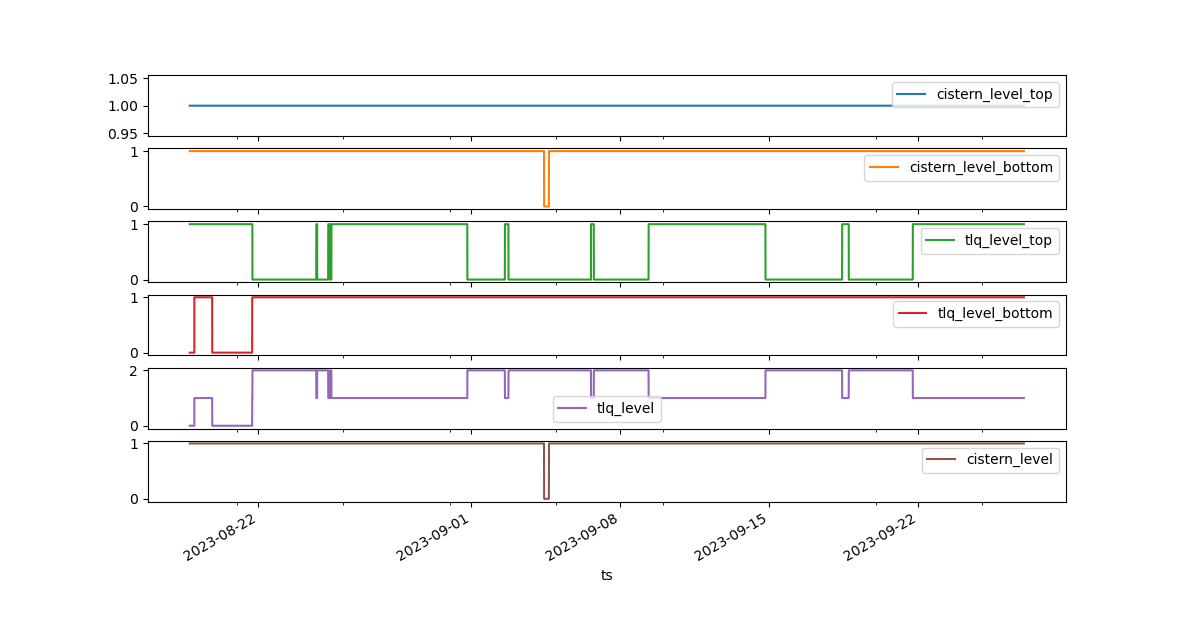 1.05
1.00
0.95
cistern_level_top
1
0
cistern_level_bottom
1
0
tlq_level_top
1
0
tlq_level_bottom
2
0
tlq_level
1
0
cistern_level
2023-08-22
2023-09-01
2023-09-08
2023-09-15
2023-09-22
ts